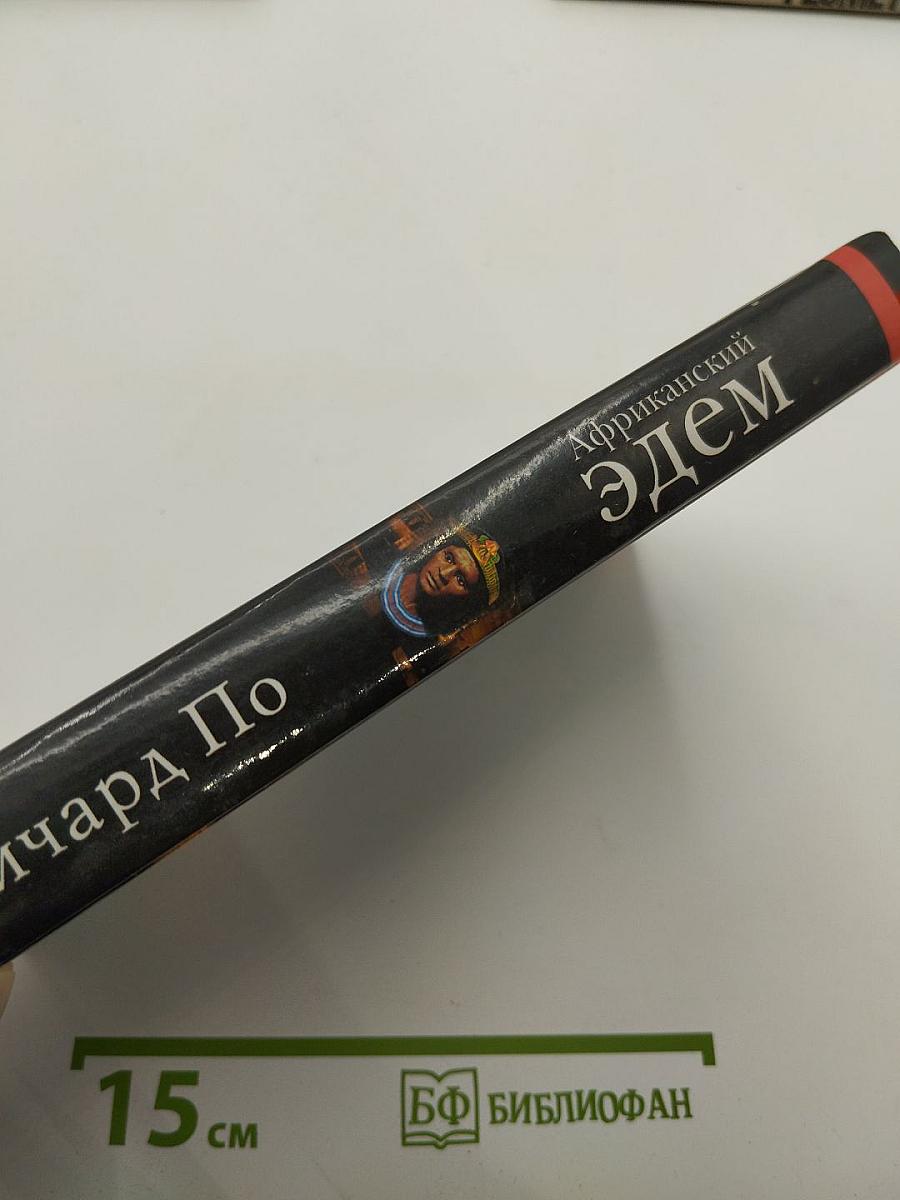 Африканский
эдем
ичард По
15 см
БФ БИБЛИОФАН